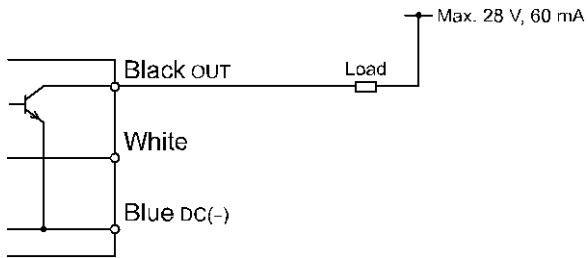 Max. 28 V, 60 mA
Black OUT
Load
White
Blue DC(−)